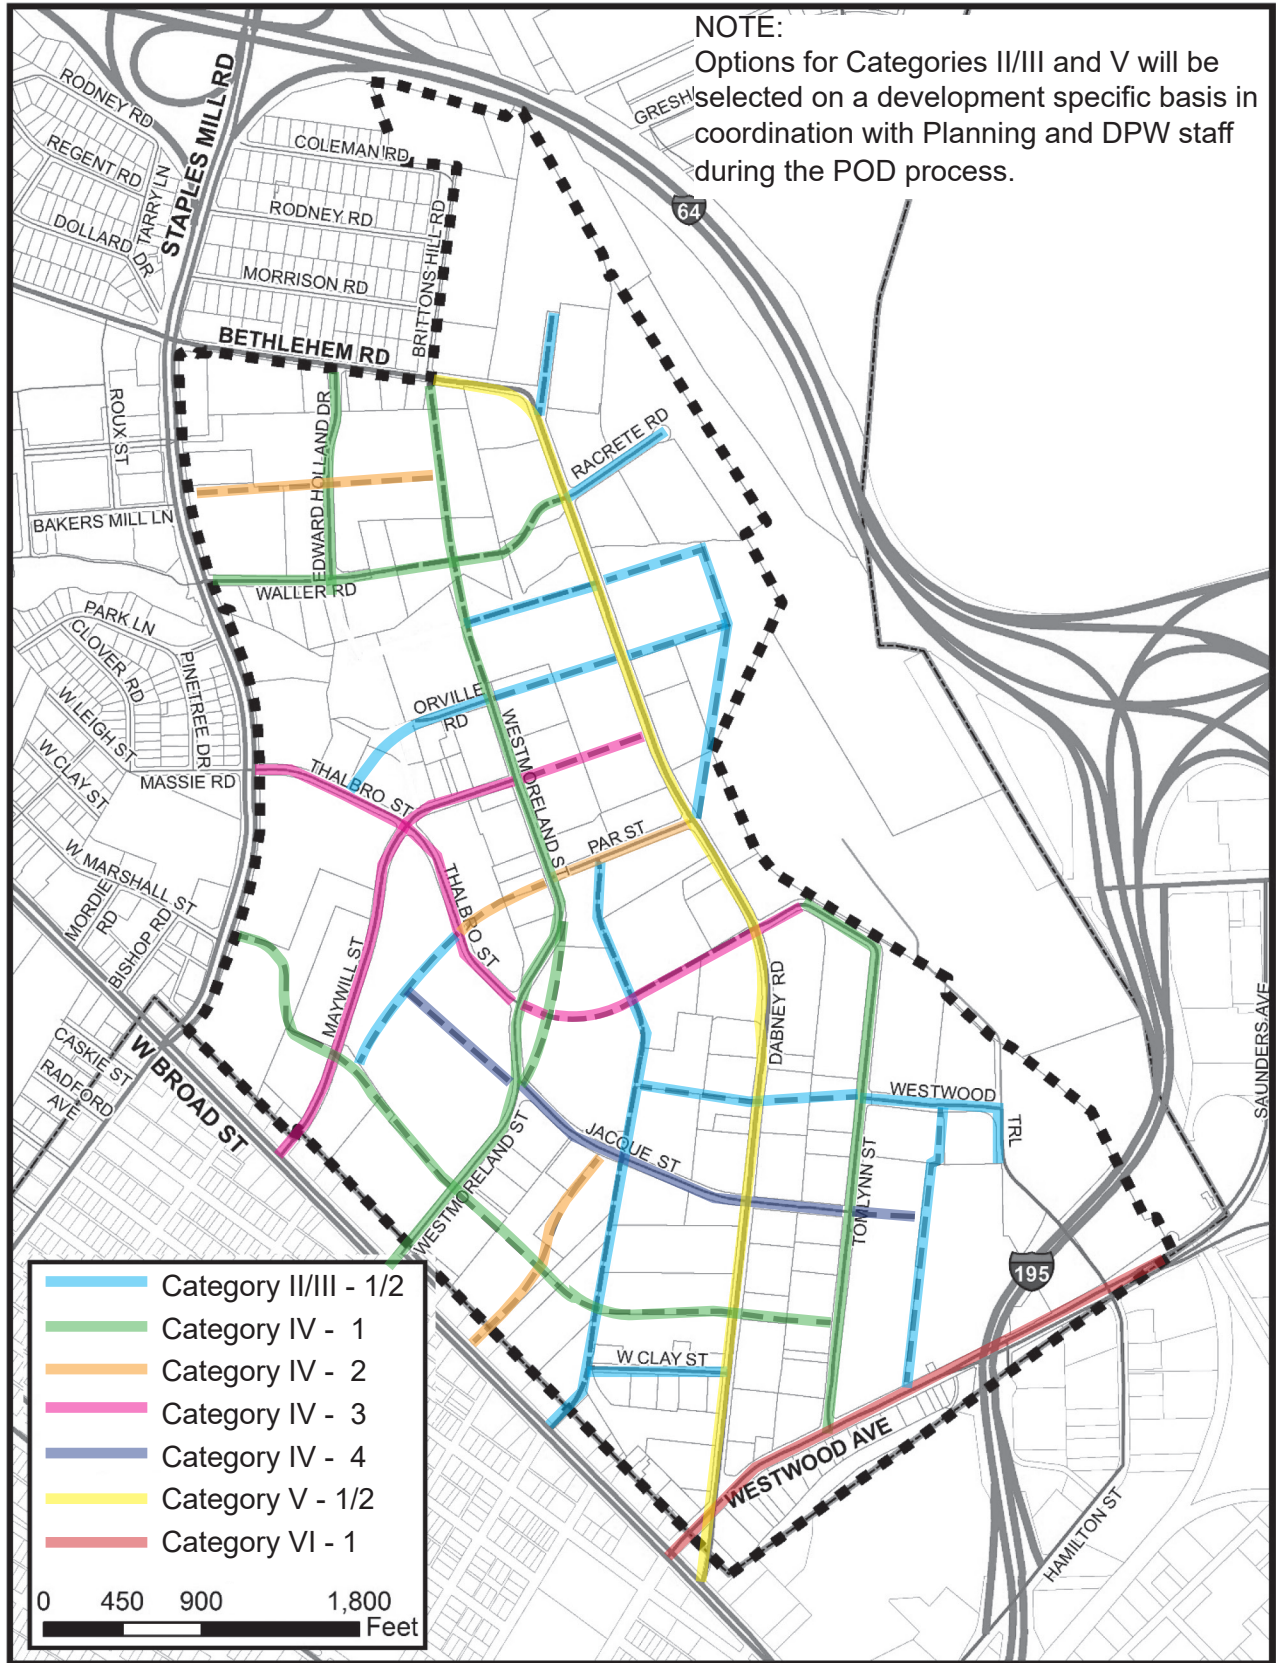 NOTE:
Options for Categories II/III and V will be
selected on a development specific basis in
coordination with Planning and DPW staff
during the POD process.
GRESH
64
STAPLES MILL RD
RODNEY RD
REGENT RD
TARRY LN
DOLLARD DR
COLEMAN RD
RODNEY RD
MORRISON RD
BRITTONS HILL RD
BETHLEHEM RD
ROUX ST
EDWARD HOLLAND DR
RACRETE RD
BAKERS MILL LN
WALLER RD
PARK LN
CLOVER RD
PINETREE DR
W LEIGH ST
W CLAY ST
MASSIE RD
ORVILLE
RD
WESTMORELAND ST
THALBRO ST
PAR ST
W MARSHALL ST
MORDIE
RD
BISHOP RD
THALBRO ST
MAYWILL ST
DABNEY RD
SAUNDERS AVE
CASKIE ST
RADFORD
AVE
W BROAD ST
WESTWOOD
TRL
JACQUE ST
WESTMORELAND ST
TOMLYNN ST
195
W CLAY ST
WESTWOOD AVE
HAMILTON ST
Category II/III - 1/2
Category IV - 1
Category IV - 2
Category IV - 3
Category IV - 4
Category V - 1/2
Category VI - 1
0 450 900 1,800
Feet